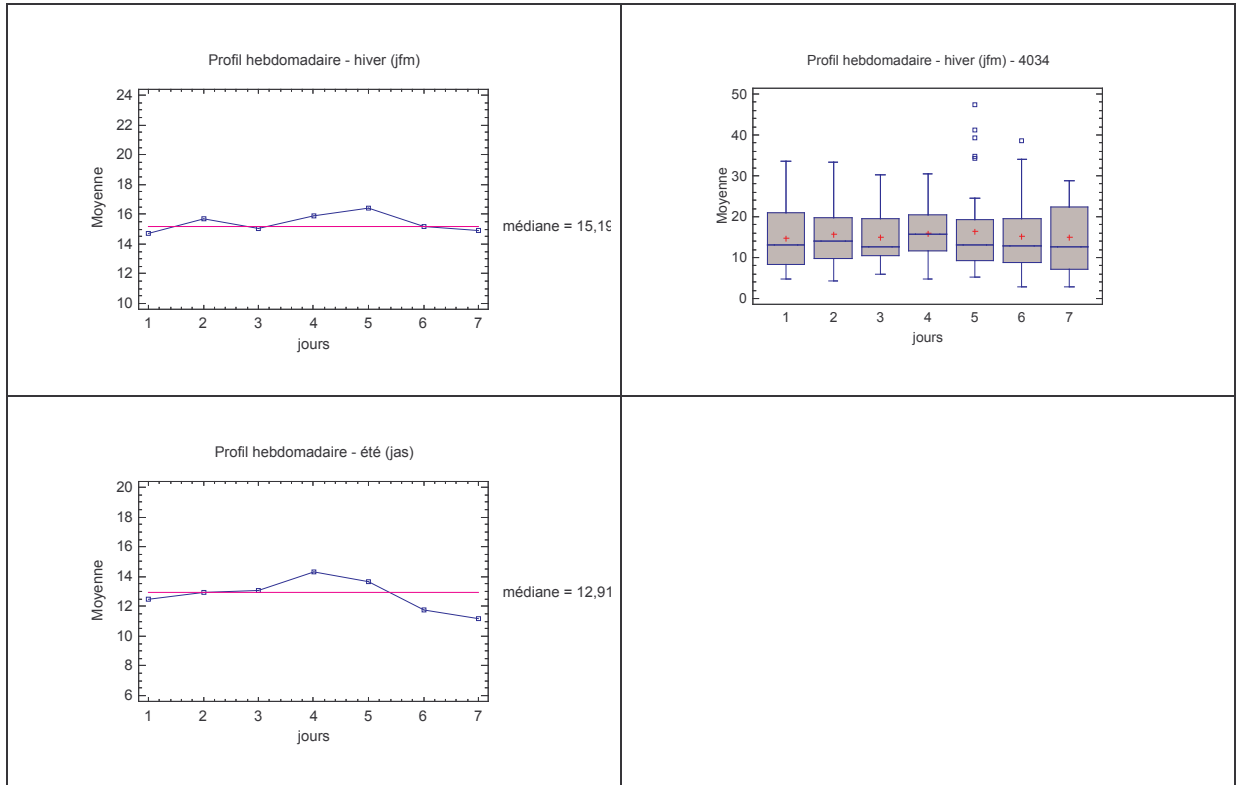 Profil hebdomadaire - hiver (jfm)
24
22
20
18
16
14
12
10
Moyenne
médiane = 15,19
1 2 3 4 5 6 7
jours
Profil hebdomadaire - hiver (jfm) - 4034
50
40
30
20
10
0
Moyenne
1 2 3 4 5 6 7
jours
Profil hebdomadaire - été (jas)
20
18
16
14
12
10
8
6
Moyenne
médiane = 12,91
1 2 3 4 5 6 7
jours